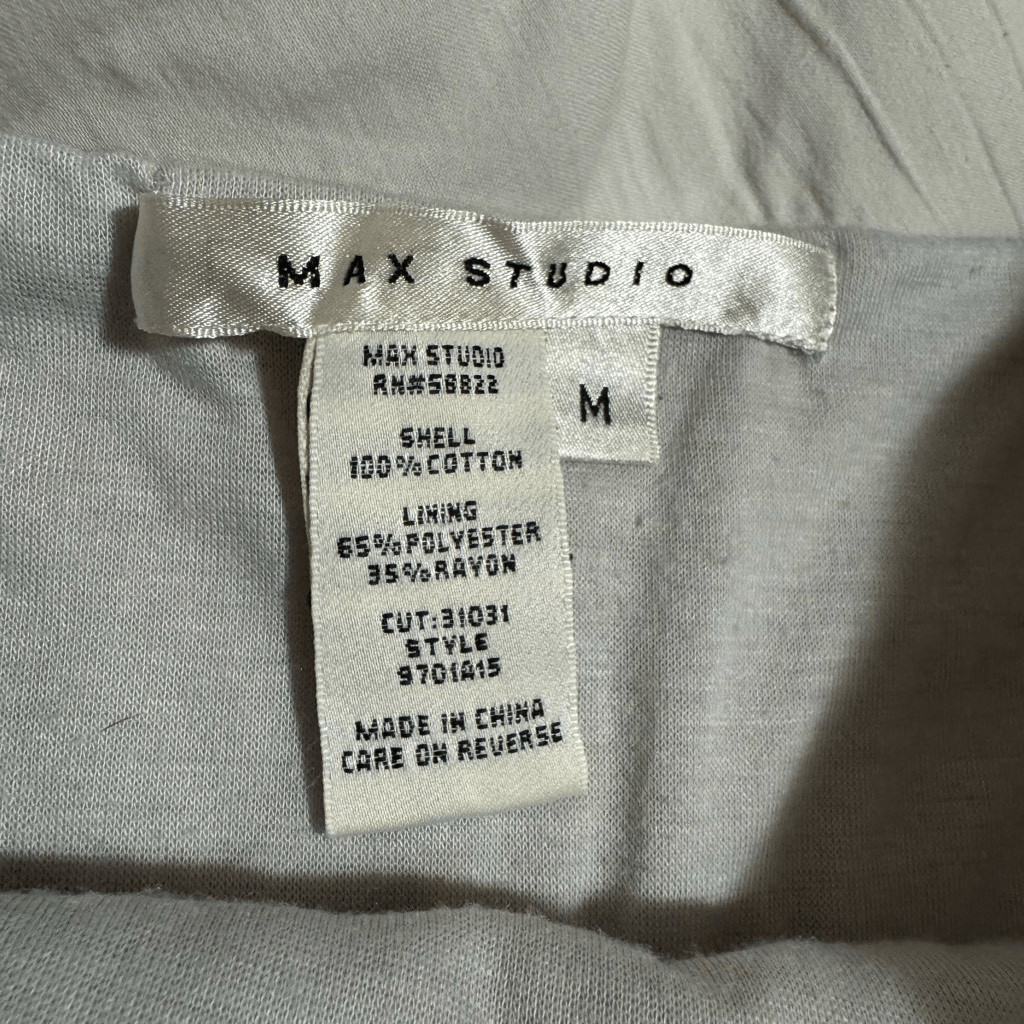 MAX STUDIO
M
MAX STUDIO
RN#58822
SHELL
100%COTTON
LINING
65%POLYESTER
35%RAYON
CUT:31031
STYLE
9701A15
MADE IN CHINA
CARE ON REVERSE